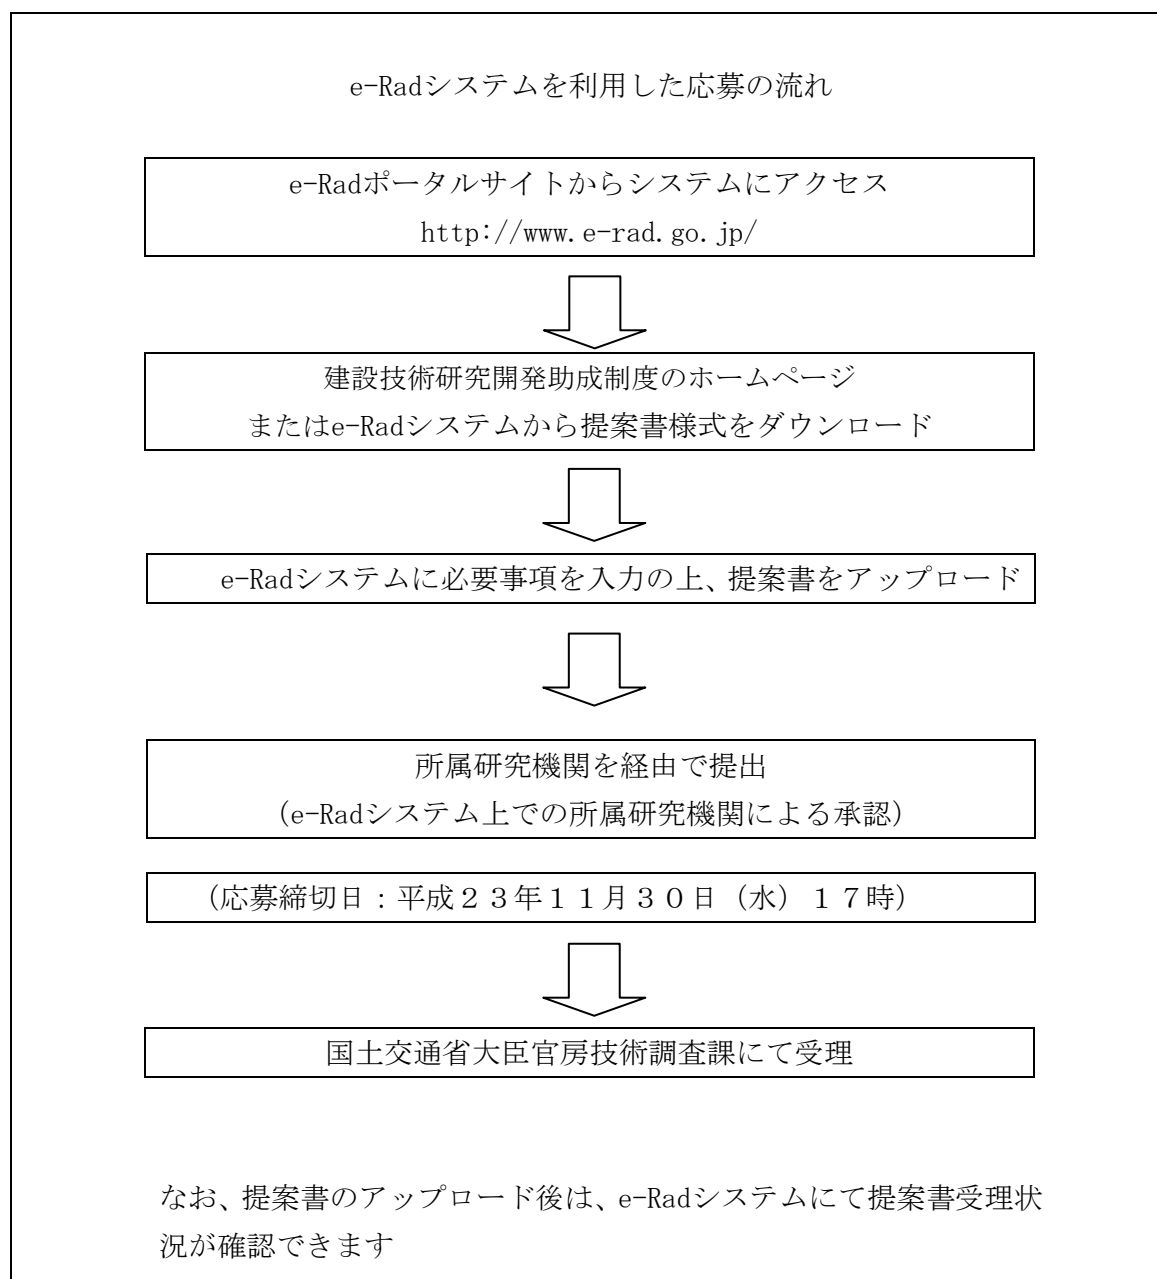 e-Radシステムを利用した応募の流れ
e-Radポータルサイトからシステムにアクセス
http://www.e-rad.go.jp/
建設技術研究開発助成制度のホームページ
またはe-Radシステムから提案書様式をダウンロード
e-Radシステムに必要事項を入力の上、提案書をアップロード
所属研究機関を経由で提出
（e-Radシステム上での所属研究機関による承認）
（応募締切日：平成２３年１１月３０日（水）１７時）
国土交通省大臣官房技術調査課にて受理
なお、提案書のアップロード後は、e-Radシステムにて提案書受理状
況が確認できます